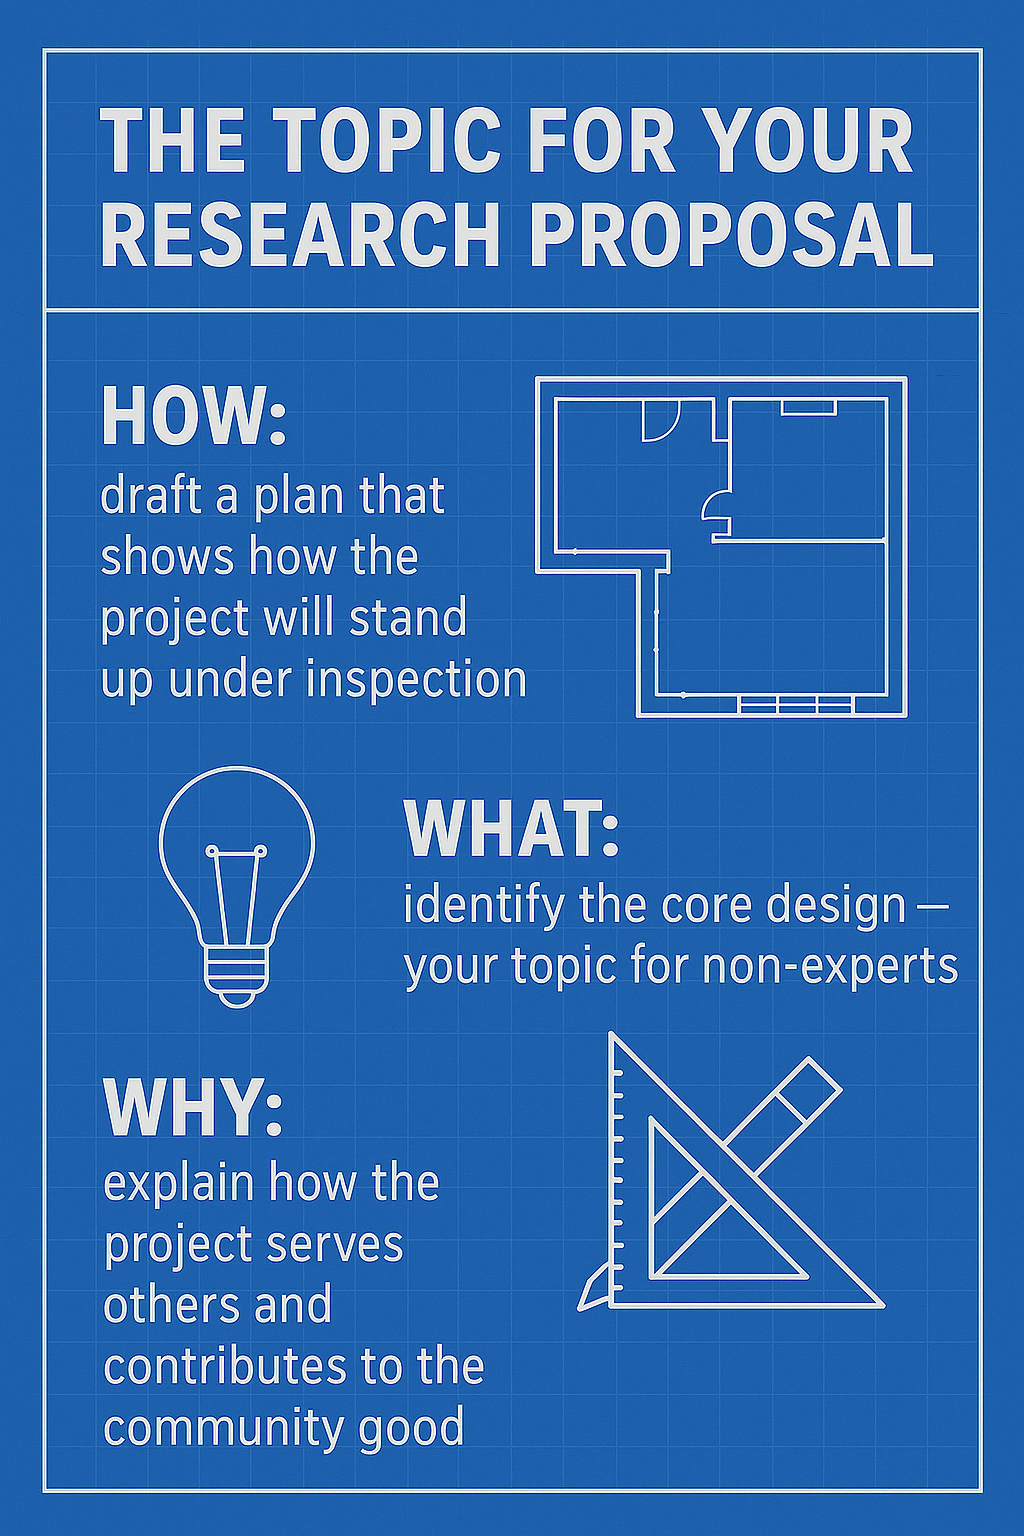 THE TOPIC FOR YOUR
RESEARCH PROPOSAL
HOW:
draft a plan that
shows how the
project will stand
up under inspection
WHAT:
identify the core design –
your topic for non-experts
WHY:
explain how the
project serves
others and
contributes to the
community good